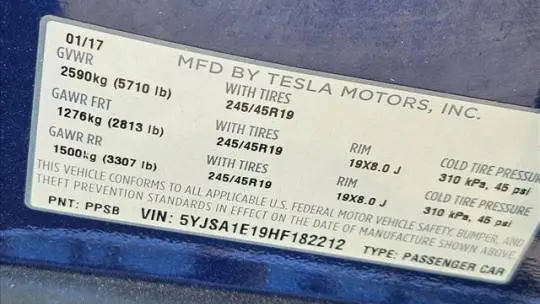 MFD BY TESLA MOTORS, INC.
01/17
GVWR
2590kg (5710 lb)
WITH TIRES
245/45R19
GAWR FRT
1276kg (2813 lb)
WITH TIRES
245/45R19
RIM
19X8.0 J
COLD TIRE PRESSURE
310 kPa, 45 psi
GAWR RR
1500kg (3307 lb)
WITH TIRES
245/45R19
RIM
19X8.0 J
COLD TIRE PRESSURE
310 kPa, 45 psi
THIS VEHICLE CONFORMS TO ALL APPLICABLE U.S. FEDERAL MOTOR VEHICLE SAFETY, BUMPER, AND
THEFT PREVENTION STANDARDS IN EFFECT ON THE DATE OF MANUFACTURE SHOWN ABOVE.
PNT: PPSB VIN: 5YJSA1E19HF182212 TYPE: PASSENGER CAR